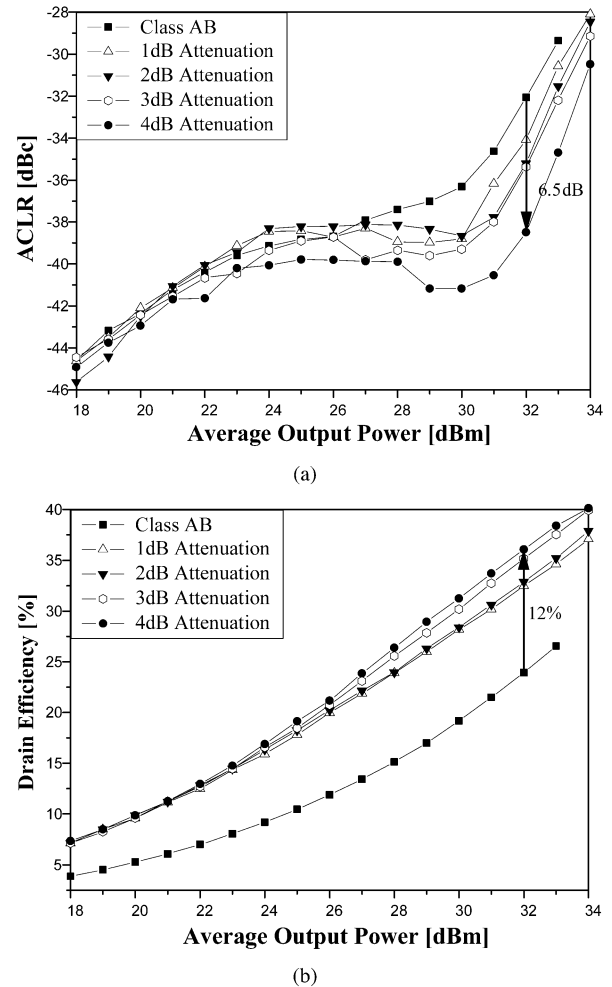 -28
-30
-32
-34
-36
-38
-40
-42
-44
-46
ACLR [dBc]
Class AB
1dB Attenuation
2dB Attenuation
3dB Attenuation
4dB Attenuation
6.5dB
18 20 22 24 26 28 30 32 34
Average Output Power [dBm]
(a)
40
35
30
25
20
15
10
5
Drain Efficiency [%]
Class AB
1dB Attenuation
2dB Attenuation
3dB Attenuation
4dB Attenuation
12%
18 20 22 24 26 28 30 32 34
Average Output Power [dBm]
(b)